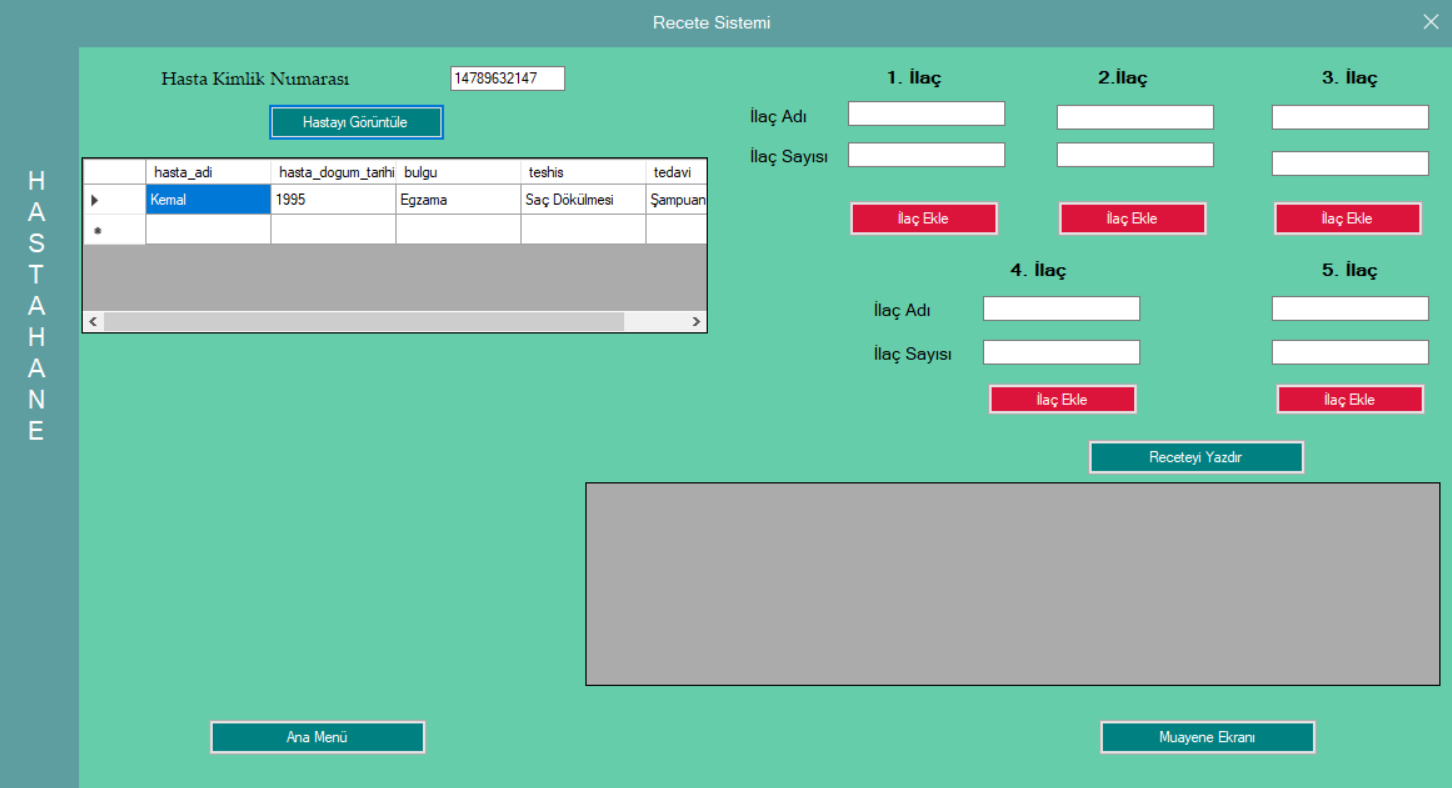 Recete Sistemi
HASTAHANE
Hasta Kimlik Numarası 14789632147
Hastayı Görüntüle
hasta_adi hasta_dogum_tarihi bulgu teshis tedavi
Kemal 1995 Egzama Saç Dökülmesi Şampuan
1. İlaç 2.İlaç 3. İlaç
İlaç Adı
İlaç Sayısı
İlaç Ekle İlaç Ekle İlaç Ekle
4. İlaç 5. İlaç
İlaç Adı
İlaç Sayısı
İlaç Ekle İlaç Ekle
Receteyi Yazdır
Ana Menü Muayene Ekranı